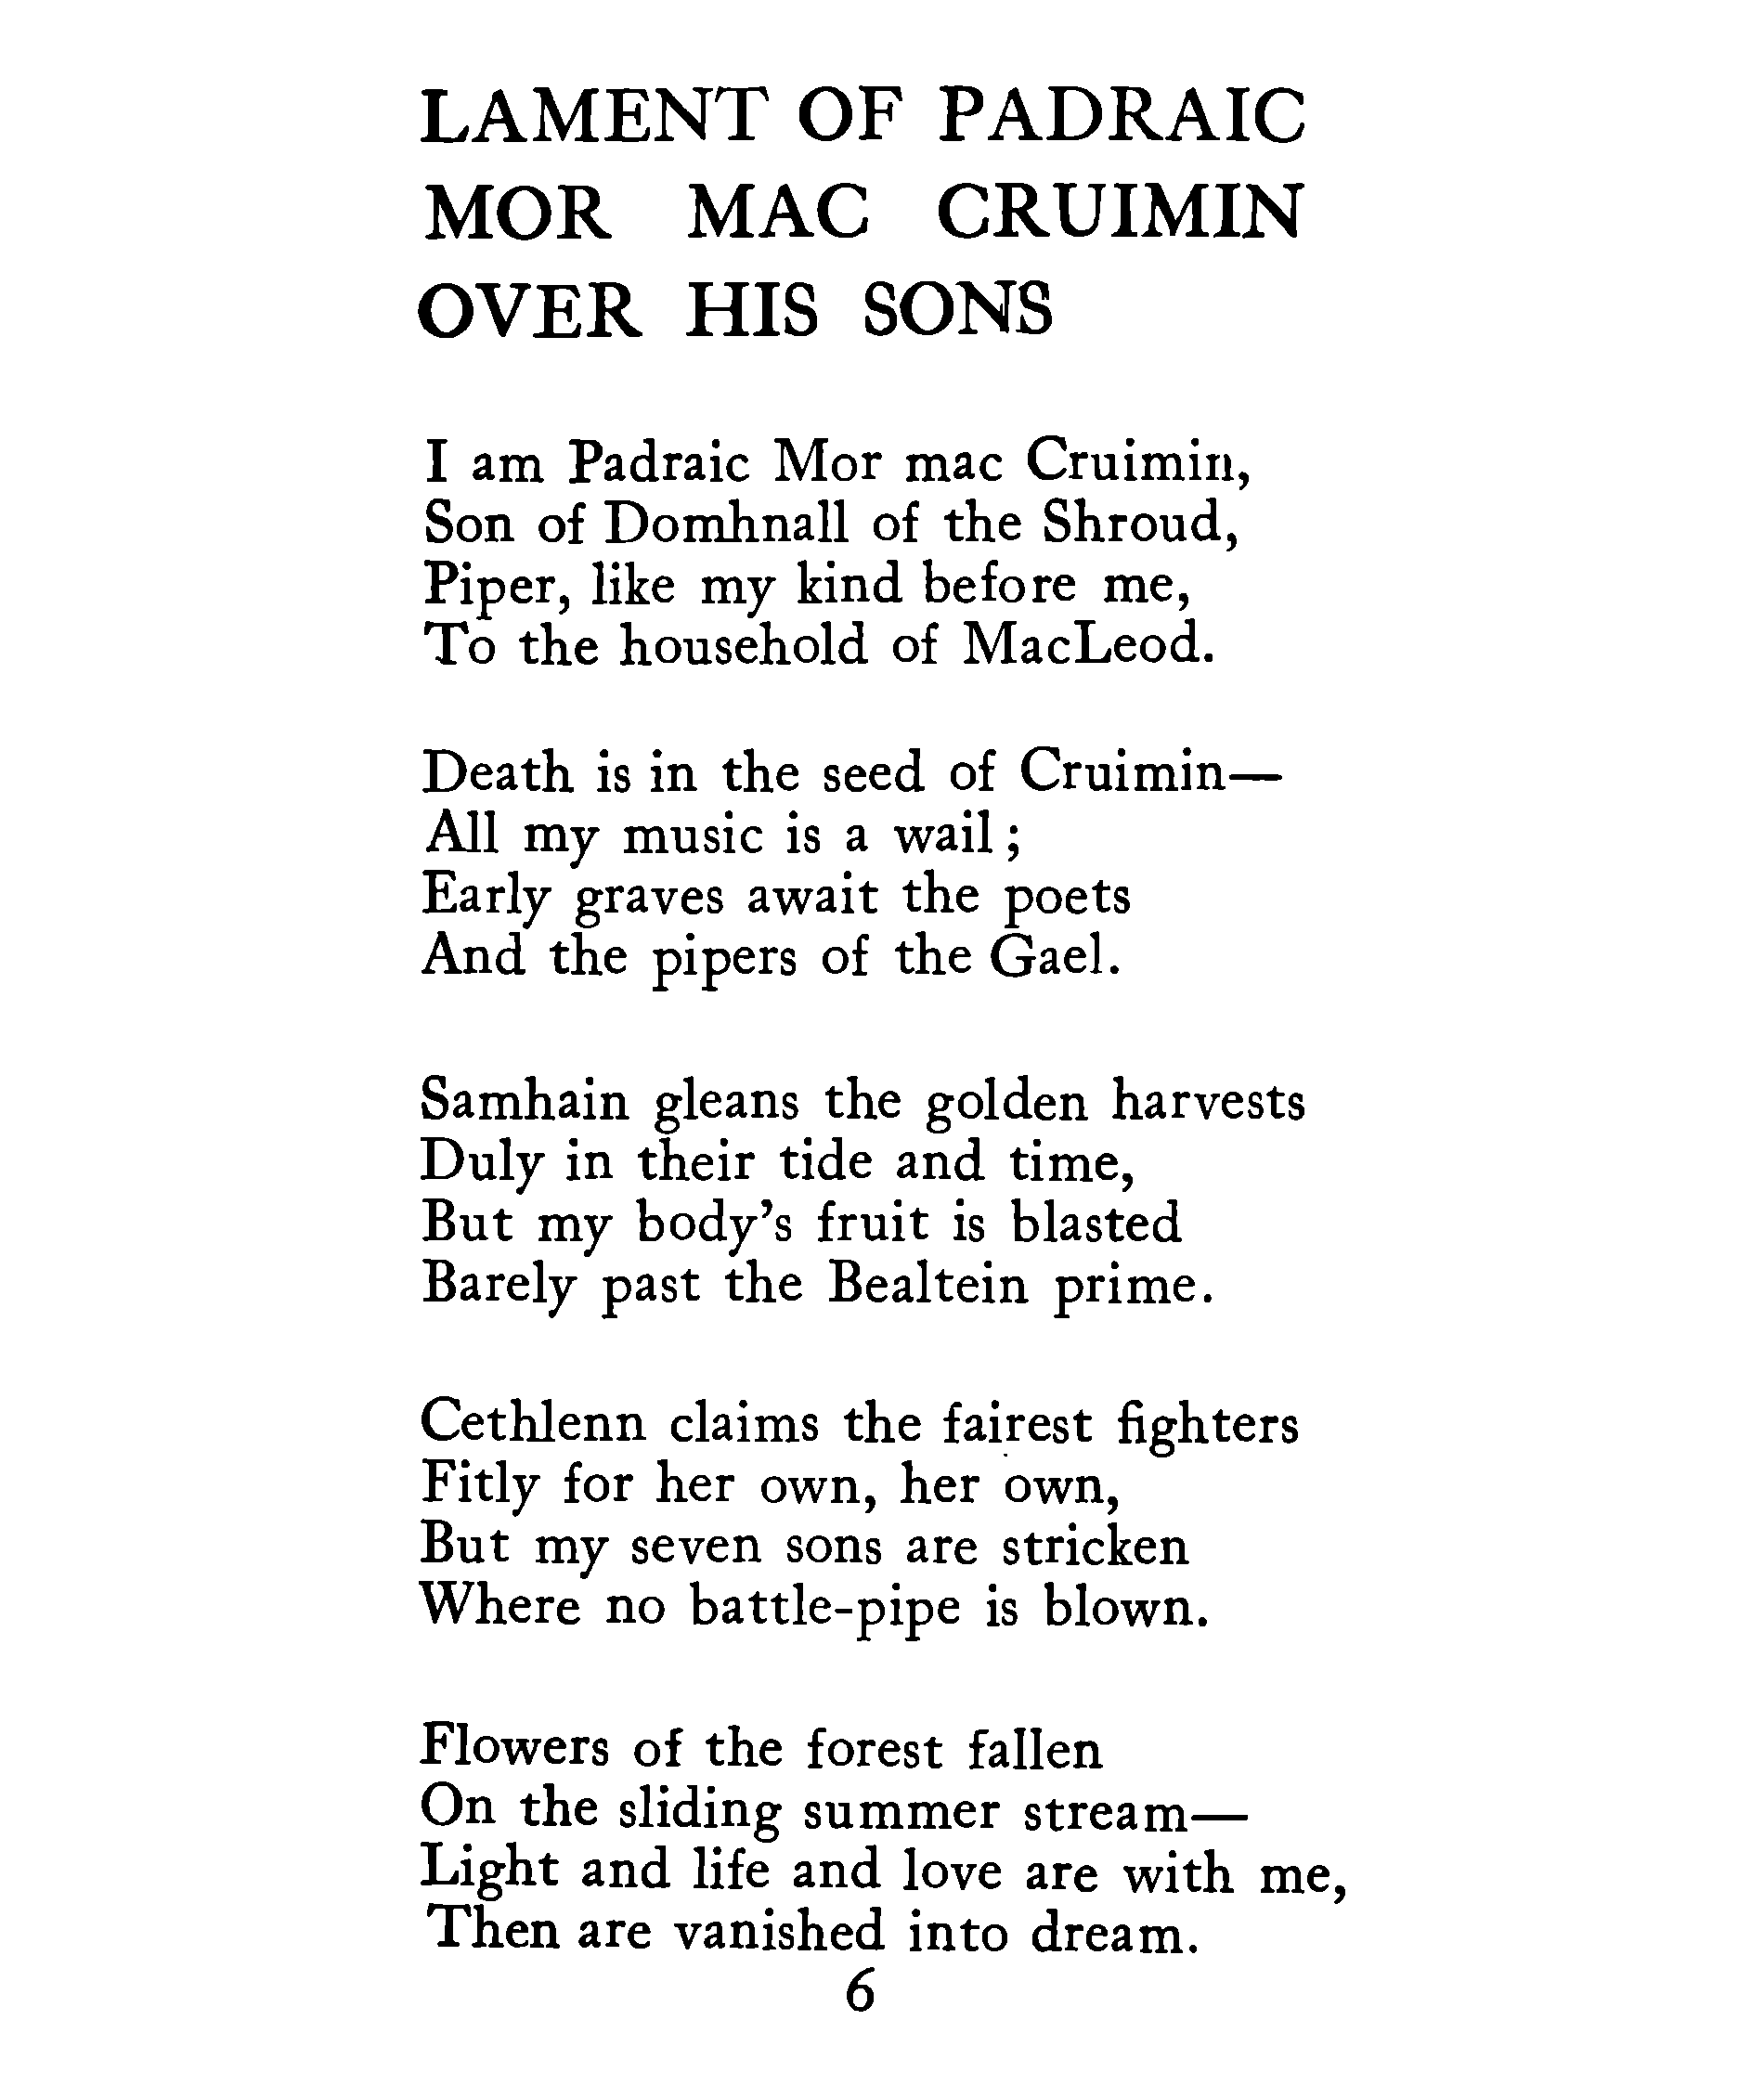 LAMENT OF PADRAIC
MOR MAC CRUIMIN
OVER HIS SONS
I am Padraic Mor mac Cruimin,
Son of Domhnall of the Shroud,
Piper, like my kind before me,
To the household of MacLeod.
Death is in the seed of Cruimin—
All my music is a wail;
Early graves await the poets
And the pipers of the Gael.
Samhain gleans the golden harvests
Duly in their tide and time,
But my body's fruit is blasted
Barely past the Bealtein prime.
Cethlenn claims the fairest fighters
Fitly for her own, her own,
But my seven sons are stricken
Where no battle-pipe is blown.
Flowers of the forest fallen
On the sliding summer stream—
Light and life and love are with me,
Then are vanished into dream.
6